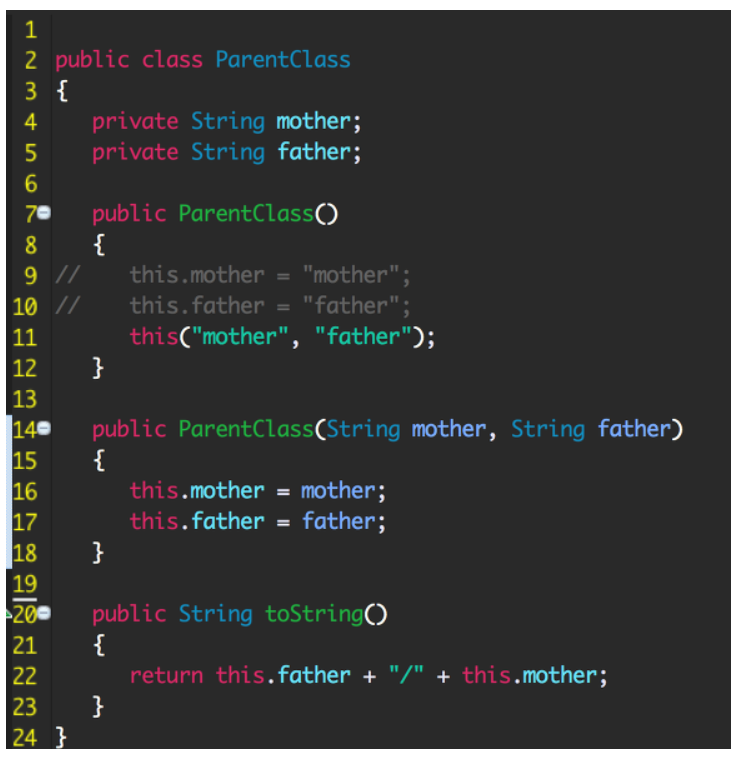 1
2 public class ParentClass
3 {
4 private String mother;
5 private String father;
6
7 public ParentClass()
8 {
9 // this.mother = "mother";
10 // this.father = "father";
11 this("mother", "father");
12 }
13
14 public ParentClass(String mother, String father)
15 {
16 this.mother = mother;
17 this.father = father;
18 }
19
20 public String toString()
21 {
22 return this.father + "/" + this.mother;
23 }
24 }